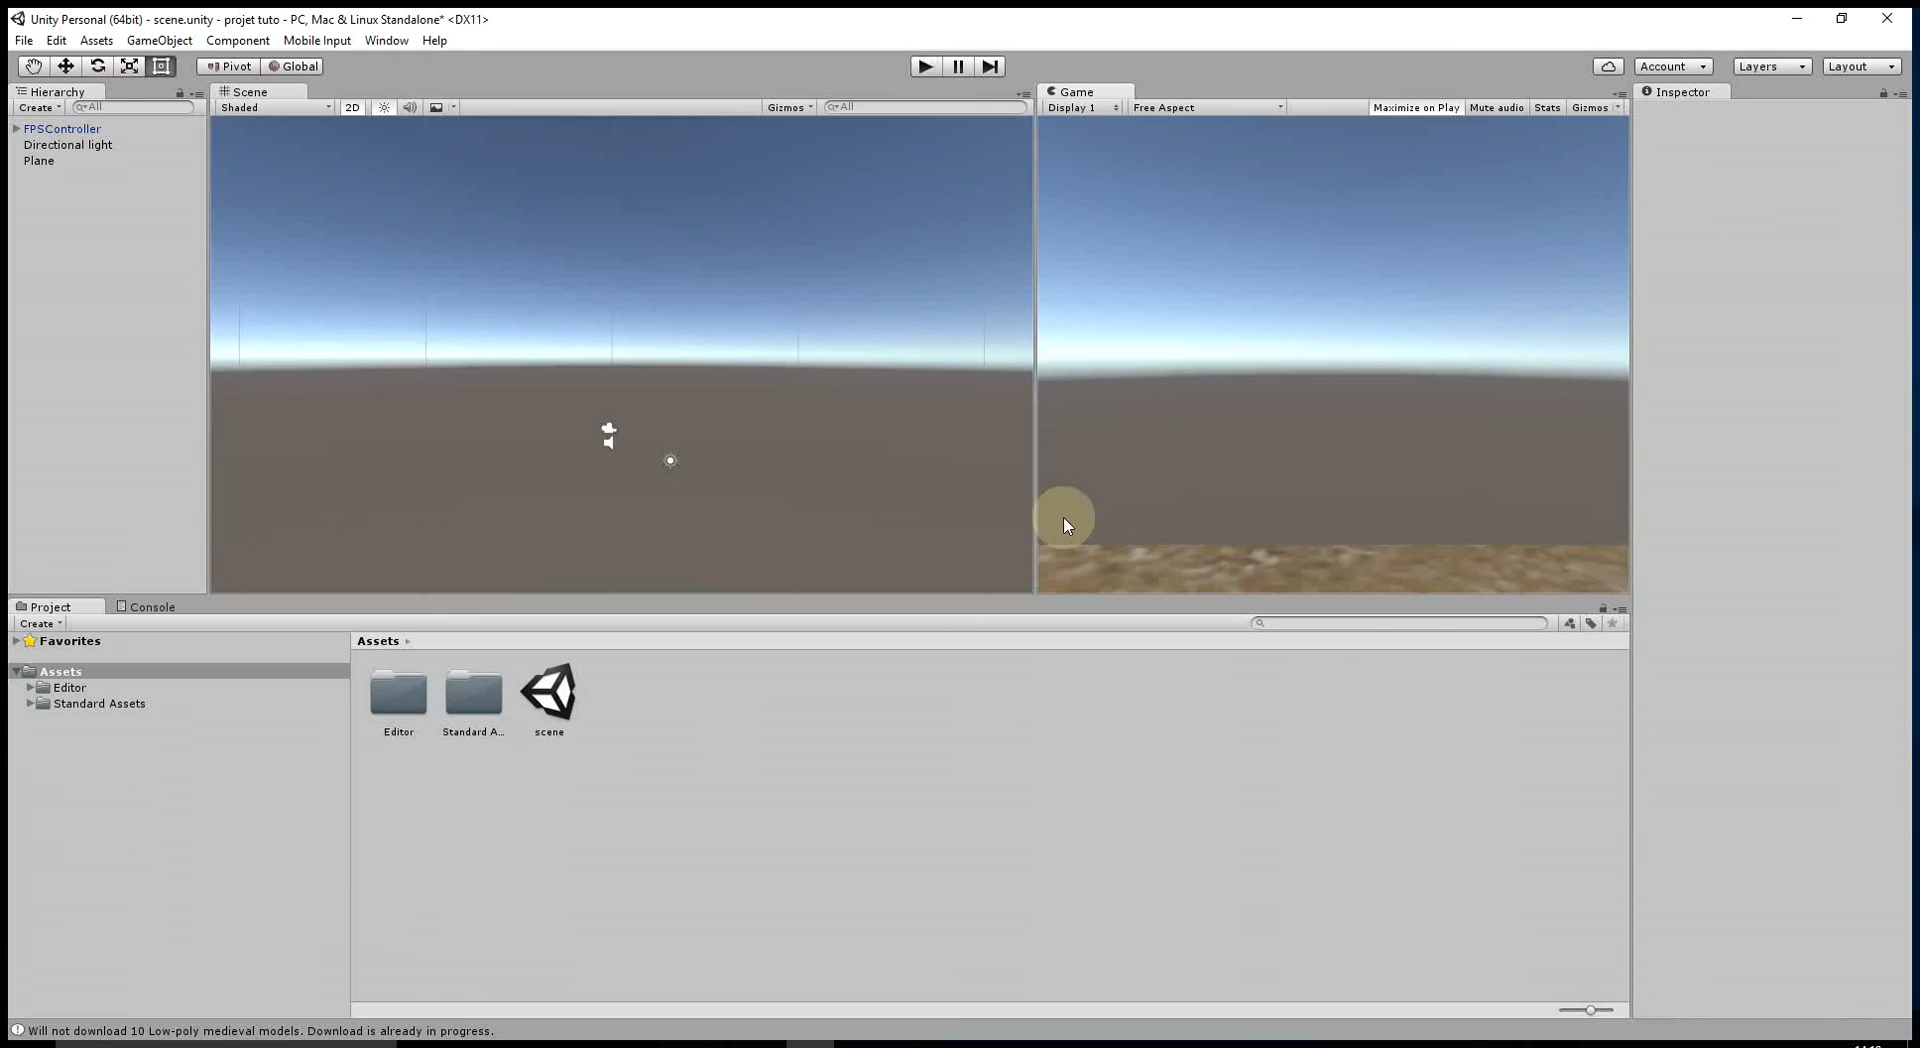 Unity Personal (64bit) - scene.unity - projet tuto - PC, Mac & Linux Standalone* <DX11>
File Edit Assets GameObject Component Mobile Input Window Help
Pivot Global Account Layers Layout
Hierarchy Scene Game Inspector
Create All Shaded 2D Gizmos All Display 1 Free Aspect Maximize on Play Mute audio Stats Gizmos
FPSController
Directional light
Plane
Project Console
Create
Favorites
Assets
Assets
Editor
Standard Assets
Editor Standard A... scene
Will not download 10 Low-poly medieval models. Download is already in progress.